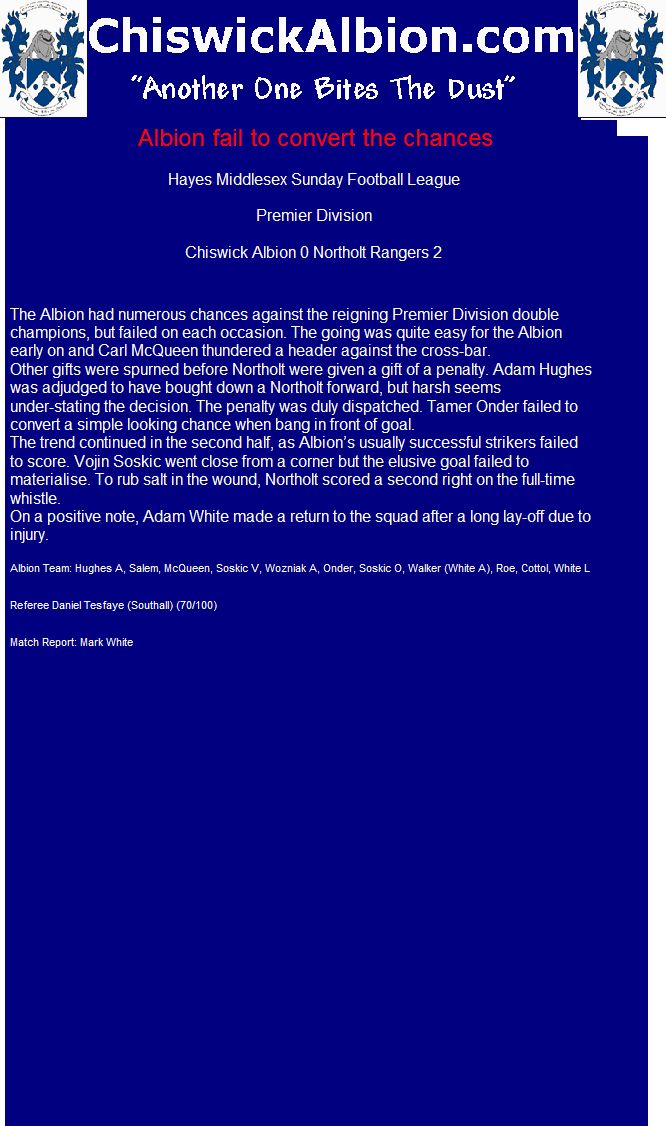 ChiswickAlbion.com
"Another One Bites The Dust"
Albion fail to convert the chances
Hayes Middlesex Sunday Football League
Premier Division
Chiswick Albion 0 Northolt Rangers 2
The Albion had numerous chances against the reigning Premier Division double
champions, but failed on each occasion. The going was quite easy for the Albion
early on and Carl McQueen thundered a header against the cross-bar.
Other gifts were spurned before Northolt were given a gift of a penalty. Adam Hughes
was adjudged to have bought down a Northolt forward, but harsh seems
under-stating the decision. The penalty was duly dispatched. Tamer Onder failed to
convert a simple looking chance when bang in front of goal.
The trend continued in the second half, as Albion’s usually successful strikers failed
to score. Vojin Soskic went close from a corner but the elusive goal failed to
materialise. To rub salt in the wound, Northolt scored a second right on the full-time
whistle.
On a positive note, Adam White made a return to the squad after a long lay-off due to
injury.
Albion Team: Hughes A, Salem, McQueen, Soskic V, Wozniak A, Onder, Soskic O, Walker (White A), Roe, Cottol, White L
Referee Daniel Tesfaye (Southall) (70/100)
Match Report: Mark White